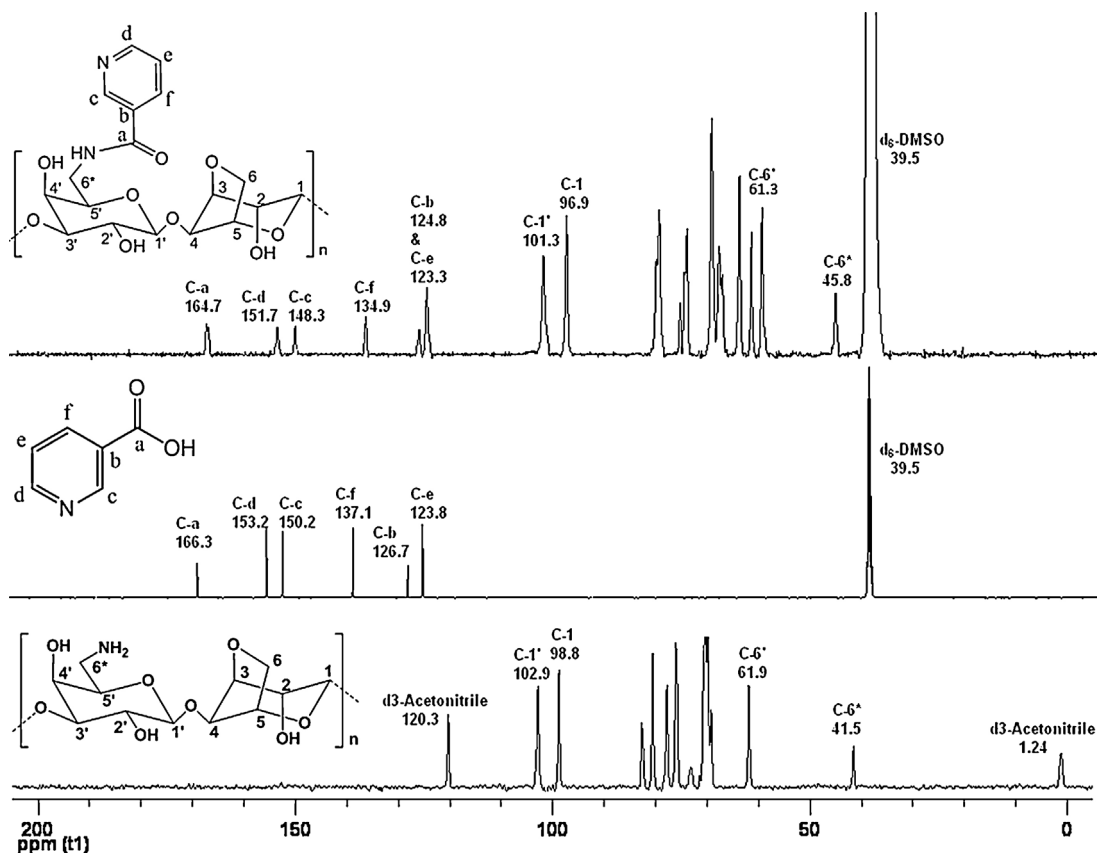 d
N
e
c
f
b
a
O
NH
OH
6*
4'
5'
O
O
3'
2'
OH
1'
O
O
6
3
2
1
4
5
O
OH
n
C-a
164.7
C-d
151.7
C-c
148.3
C-f
134.9
C-b
124.8
&
C-e
123.3
C-1'
101.3
C-1
96.9
C-6'
61.3
C-6*
45.8
d6-DMSO
39.5
O
f
e
a
OH
b
d
c
N
C-a
166.3
C-d
153.2
C-c
150.2
C-f
137.1
C-b
126.7
C-e
123.8
d6-DMSO
39.5
OH
NH2
6*
4'
5'
O
O
3'
2'
OH
1'
O
O
6
3
2
1
4
5
O
OH
n
d3-Acetonitrile
120.3
C-1'
102.9
C-1
98.8
C-6'
61.9
C-6*
41.5
d3-Acetonitrile
1.24
200
150
100
50
0
ppm (t1)